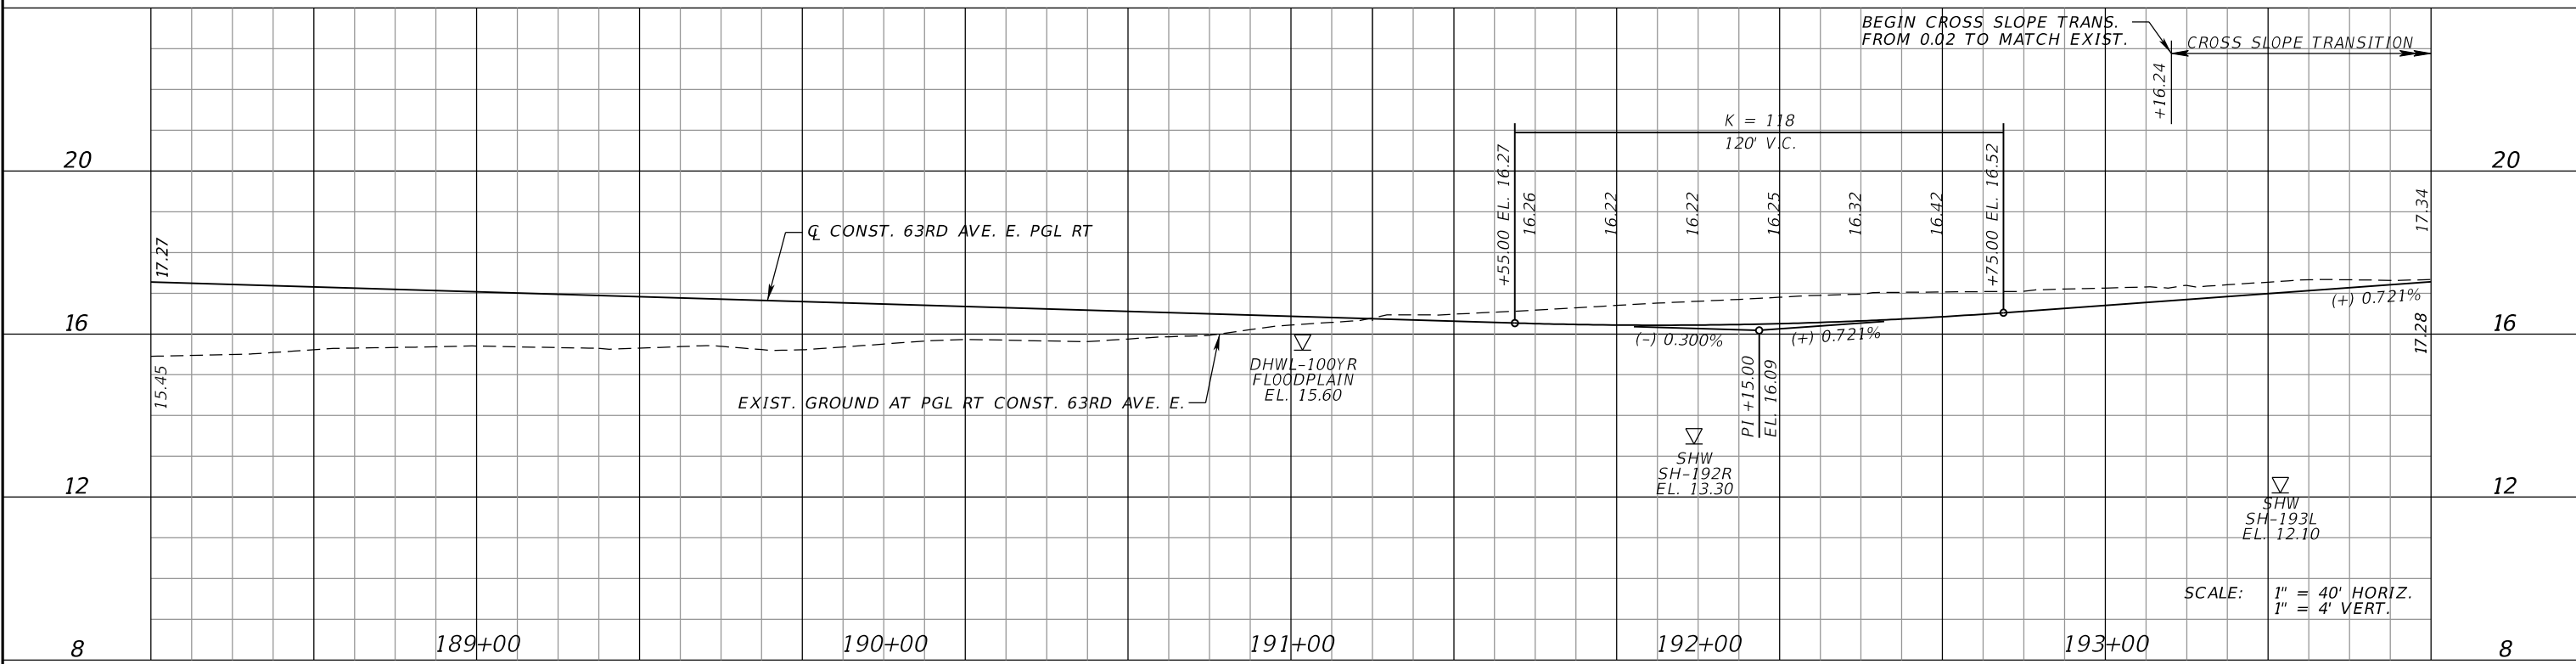 BEGIN CROSS SLOPE TRANS.
FROM 0.02 TO MATCH EXIST.
CROSS SLOPE TRANSITION
+16.24
K = 118
120' V.C.
20
20
+55.00 EL. 16.27
16.26
16.22
16.22
16.25
16.32
16.42
+75.00 EL. 16.52
17.34
℄ CONST. 63RD AVE. E. PGL RT
17.27
16
16
(-) 0.300%
(+) 0.721%
(+) 0.721%
17.28
15.45
DHWL-100YR
FLOODPLAIN
EL. 15.60
EXIST. GROUND AT PGL RT CONST. 63RD AVE. E.
PI +15.00
EL. 16.09
SHW
SH-192R
EL. 13.30
12
12
SHW
SH-193L
EL. 12.10
SCALE: 1" = 40' HORIZ.
1" = 4' VERT.
8
189+00
190+00
191+00
192+00
193+00
8